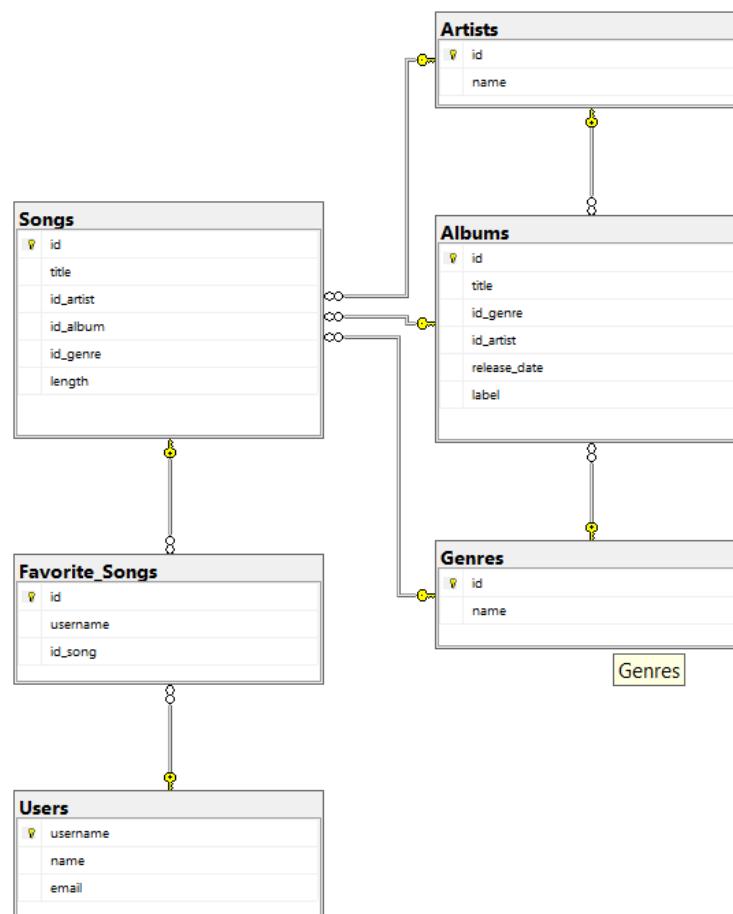 Artists
id
name
Songs
id
title
id_artist
id_album
id_genre
length
Albums
id
title
id_genre
id_artist
release_date
label
Favorite_Songs
id
username
id_song
Genres
id
name
Genres
Users
username
name
email